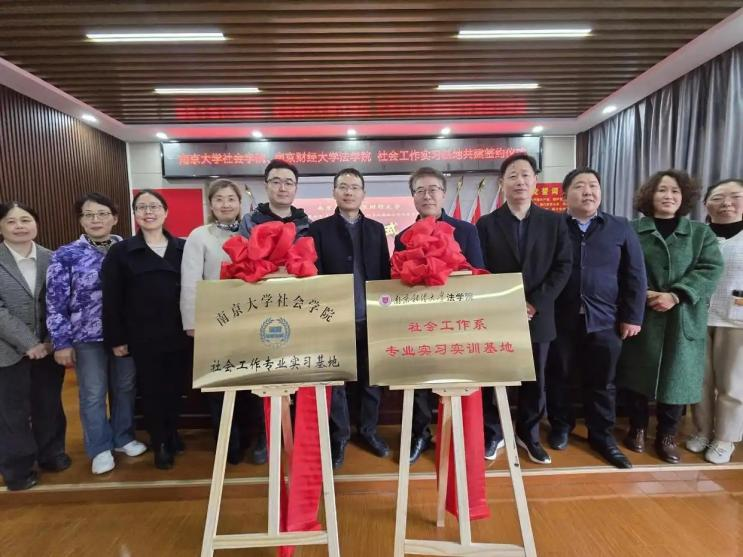 南京大学社会学院、南京财经大学法学院 社会工作实习基地共建签约仪式
南京大学社会学院
社会工作专业实习基地
南京财经大学法学院
社会工作系
专业实习实训基地